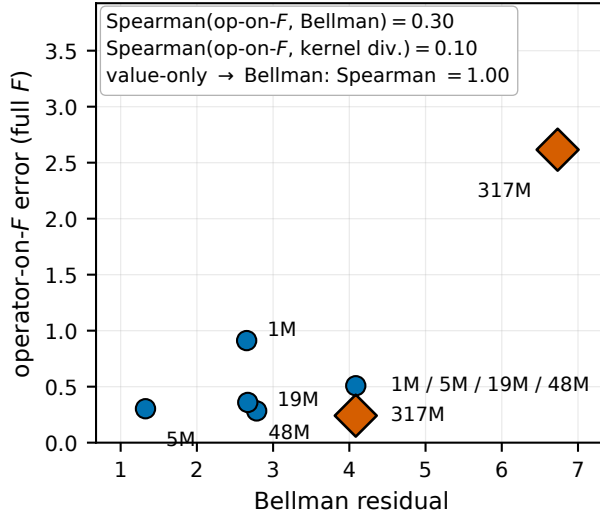 Spearman(op-on-F, Bellman) = 0.30
Spearman(op-on-F, kernel div.) = 0.10
value-only → Bellman: Spearman = 1.00
operator-on-F error (full F)
3.5
3.0
2.5
2.0
1.5
1.0
0.5
0.0
317M
1M
1M / 5M / 19M / 48M
19M
317M
48M
5M
1 2 3 4 5 6 7
Bellman residual